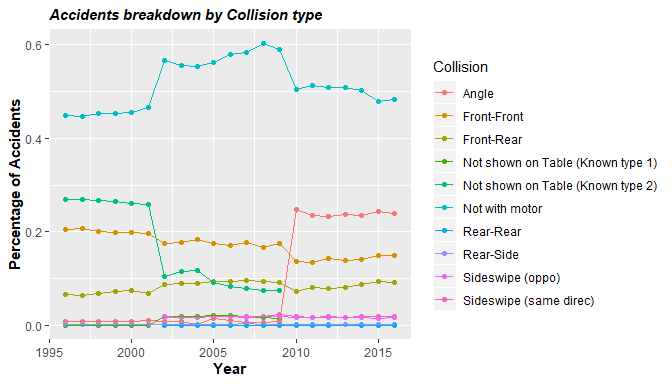 Accidents breakdown by Collision type
Percentage of Accidents
0.6
0.4
0.2
0.0
1995
2000
2005
2010
2015
Year
Collision
Angle
Front-Front
Front-Rear
Not shown on Table (Known type 1)
Not shown on Table (Known type 2)
Not with motor
Rear-Rear
Rear-Side
Sideswipe (oppo)
Sideswipe (same direc)